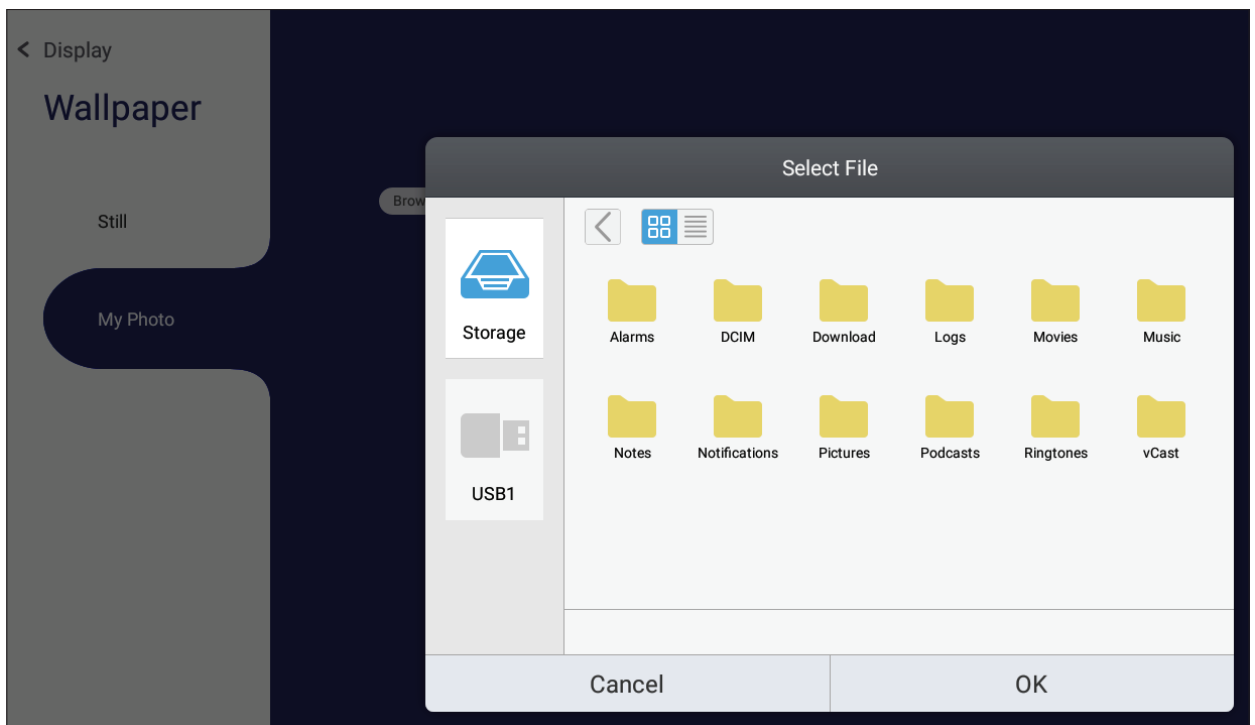 Display
Wallpaper
Still
My Photo
Brow
Select File
Storage
USB1
Alarms DCIM Download Logs Movies Music
Notes Notifications Pictures Podcasts Ringtones vCast
Cancel OK